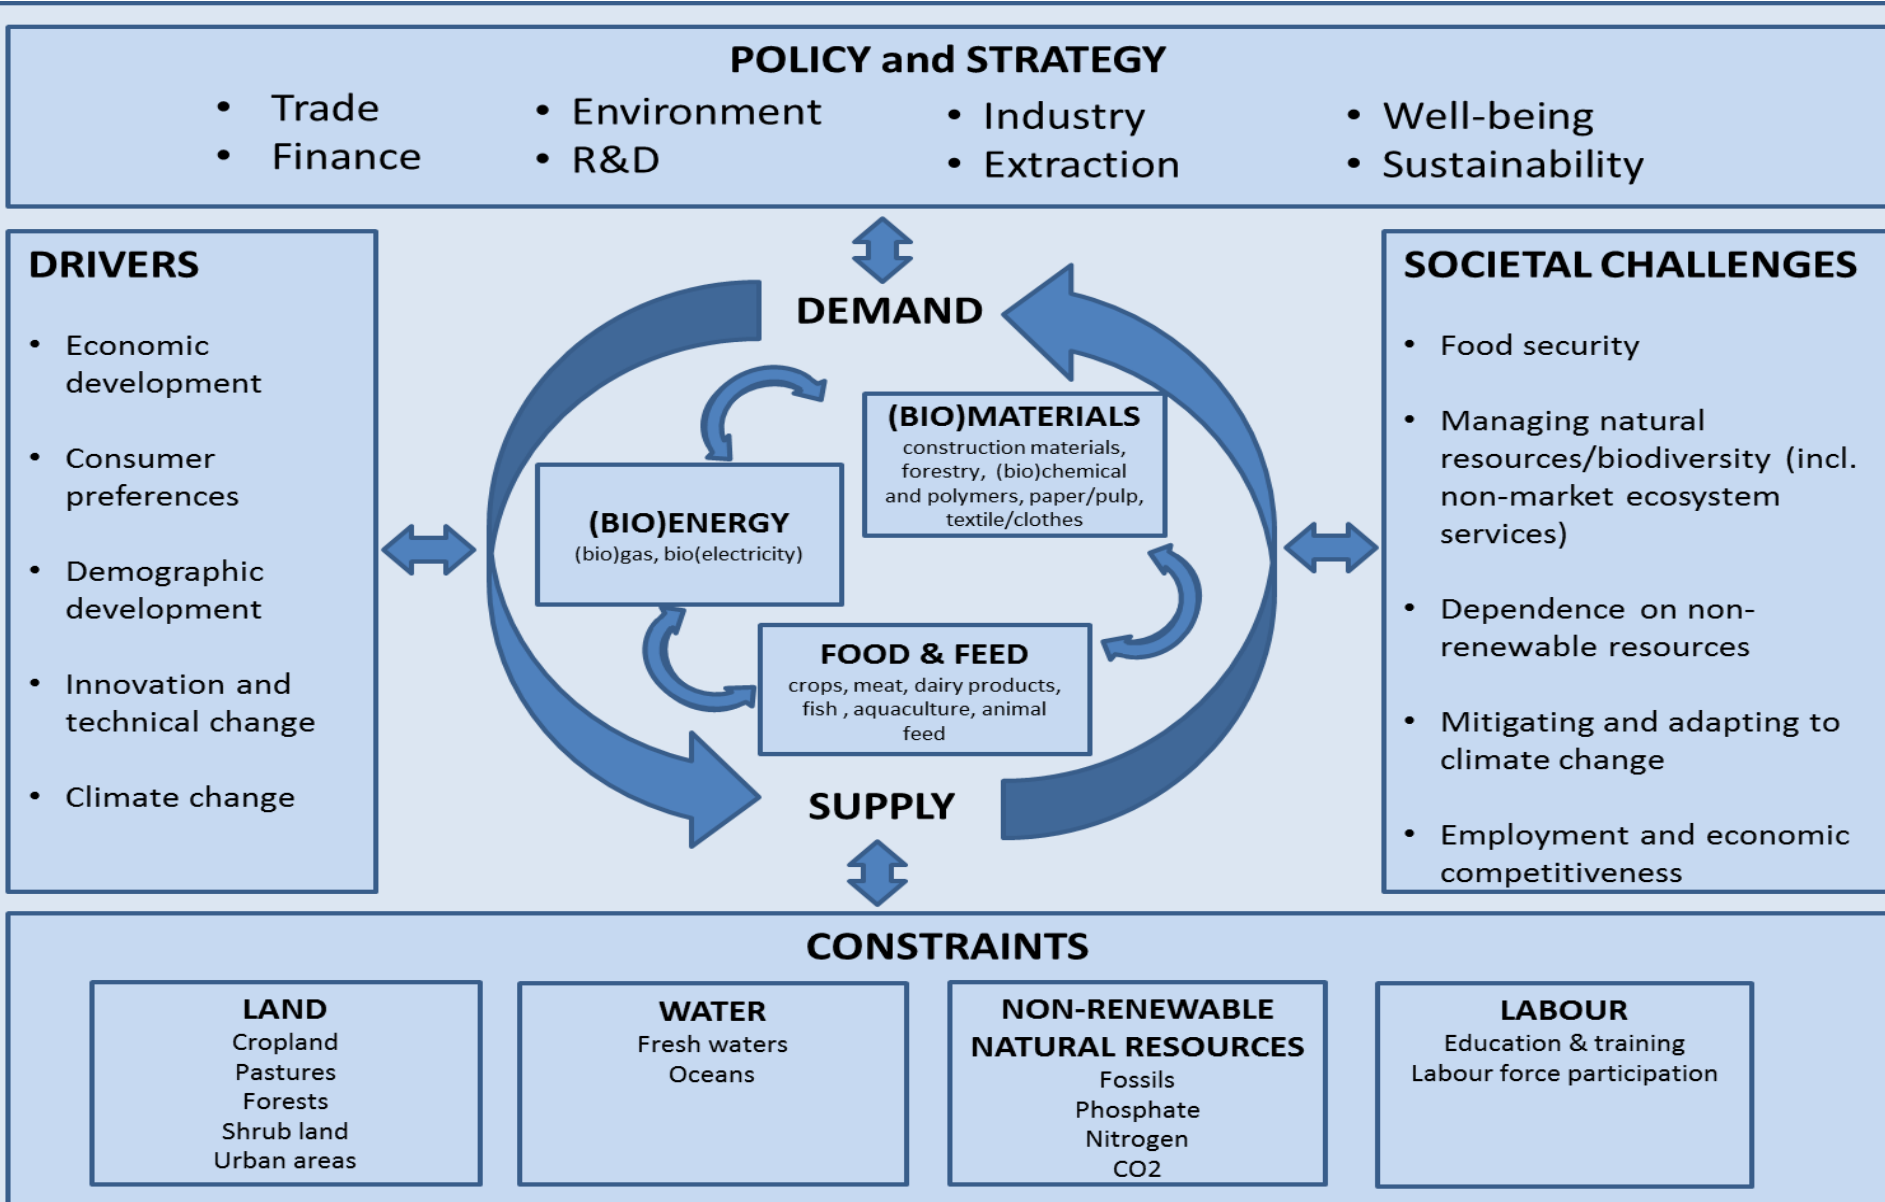 POLICY and STRATEGY
• Trade
• Finance
• Environment
• R&D
• Industry
• Extraction
• Well-being
• Sustainability
DRIVERS
• Economic
development
• Consumer
preferences
• Demographic
development
• Innovation and
technical change
• Climate change
DEMAND
(BIO)MATERIALS
construction materials,
forestry, (bio)chemical
and polymers, paper/pulp,
textile/clothes
(BIO)ENERGY
(bio)gas, bio(electricity)
FOOD & FEED
crops, meat, dairy products,
fish , aquaculture, animal
feed
SUPPLY
SOCIETAL CHALLENGES
• Food security
• Managing natural
resources/biodiversity (incl.
non-market ecosystem
services)
• Dependence on non-
renewable resources
• Mitigating and adapting to
climate change
• Employment and economic
competitiveness
CONSTRAINTS
LAND
Cropland
Pastures
Forests
Shrub land
Urban areas
WATER
Fresh waters
Oceans
NON-RENEWABLE
NATURAL RESOURCES
Fossils
Phosphate
Nitrogen
CO2
LABOUR
Education & training
Labour force participation